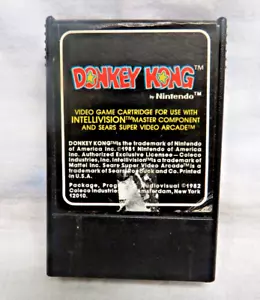 DONKEY KONG™
by Nintendo™
VIDEO GAME CARTRIDGE FOR USE WITH
INTELLIVISION™ MASTER COMPONENT
AND SEARS SUPER VIDEO ARCADE™
DONKEY KONG™ is the trademark of Nintendo
of America Inc. ©1981 Nintendo of America
Inc. Authorized Exclusive Licensee - Coleco
Industries, Inc. Intellivision™ is a trademark of
Mattel Inc. Sears Super Video Arcade™ is a
trademark of Sears Roebuck and Co. Printed
in U.S.A.
Package, Audiovisual ©1982
Coleco Amsterdam, New York
12010.